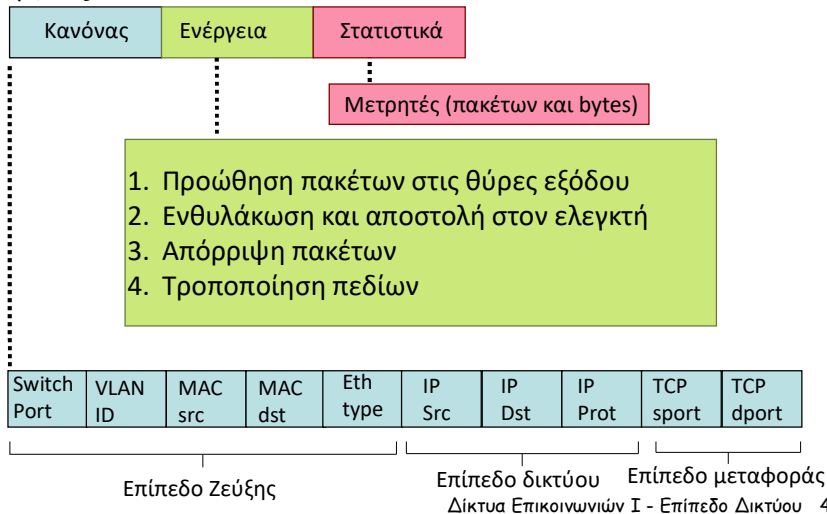 Κανόνας Ενέργεια Στατιστικά
Μετρητές (πακέτων και bytes)
1. Προώθηση πακέτων στις θύρες εξόδου
2. Ενθυλάκωση και αποστολή στον ελεγκτή
3. Απόρριψη πακέτων
4. Τροποποίηση πεδίων
Switch Port VLAN ID MAC src MAC dst Eth type IP Src IP Dst IP Prot TCP sport TCP dport
Επίπεδο Ζεύξης Επίπεδο δικτύου Επίπεδο μεταφοράς
Δίκτυα Επικοινωνιών Ι - Επίπεδο Δικτύου 4